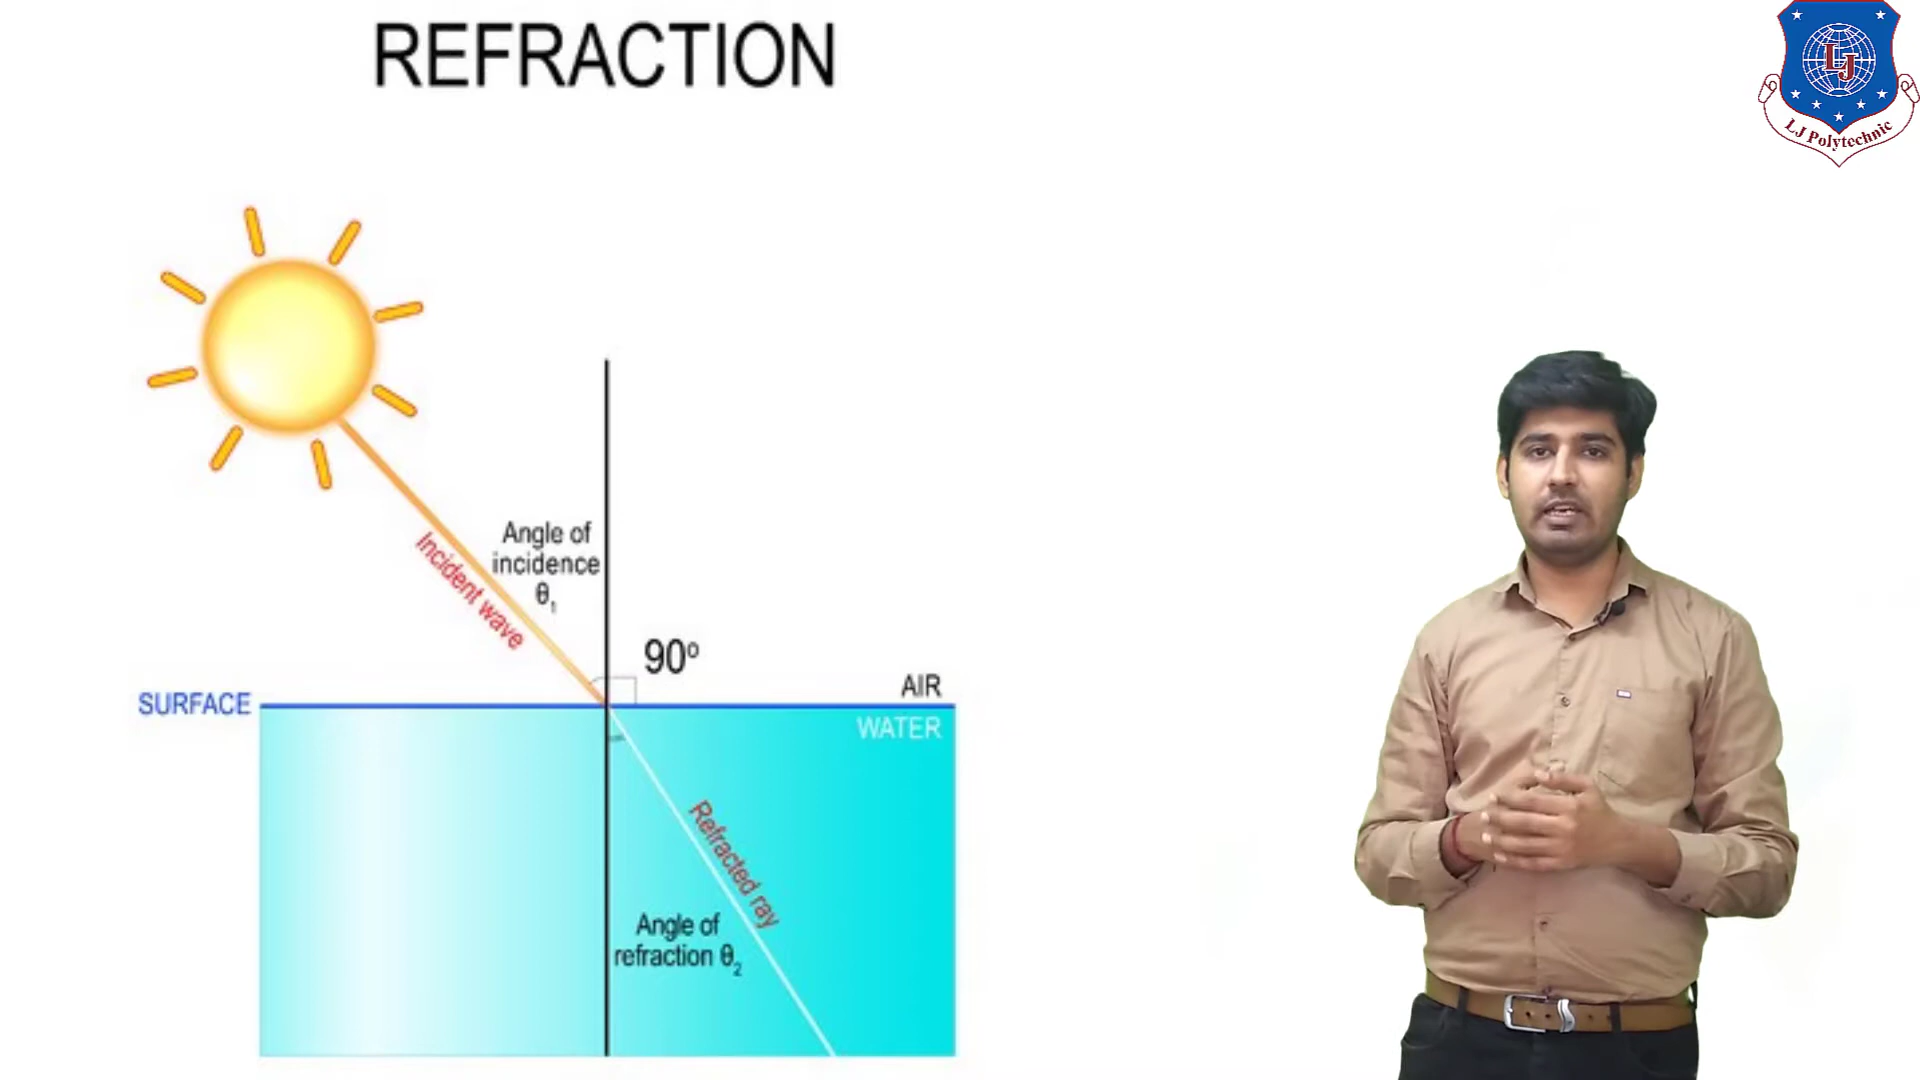 REFRACTION
LJ
LJ Polytechnic
Angle of
incidence
θ₁
Incident wave
90º
SURFACE
AIR
WATER
Refracted ray
Angle of
refraction θ₂